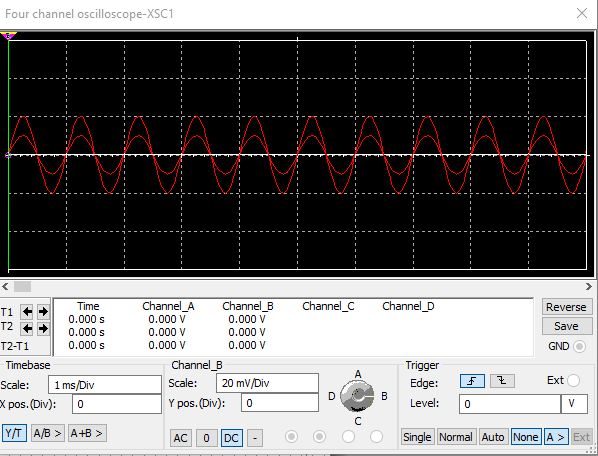 Four channel oscilloscope-XSC1
Time Channel_A Channel_B Channel_C Channel_D
T1 0.000 s 0.000 V 0.000 V
T2 0.000 s 0.000 V 0.000 V
T2-T1 0.000 s 0.000 V 0.000 V
Reverse
Save
GND
Timebase
Scale: 1 ms/Div
X pos.(Div): 0
Y/T A/B > A+B >
Channel_B
Scale: 20 mV/Div
Y pos.(Div): 0
AC 0 DC -
A
D B
C
Trigger
Edge: Ext
Level: 0 V
Single Normal Auto None A > Ext